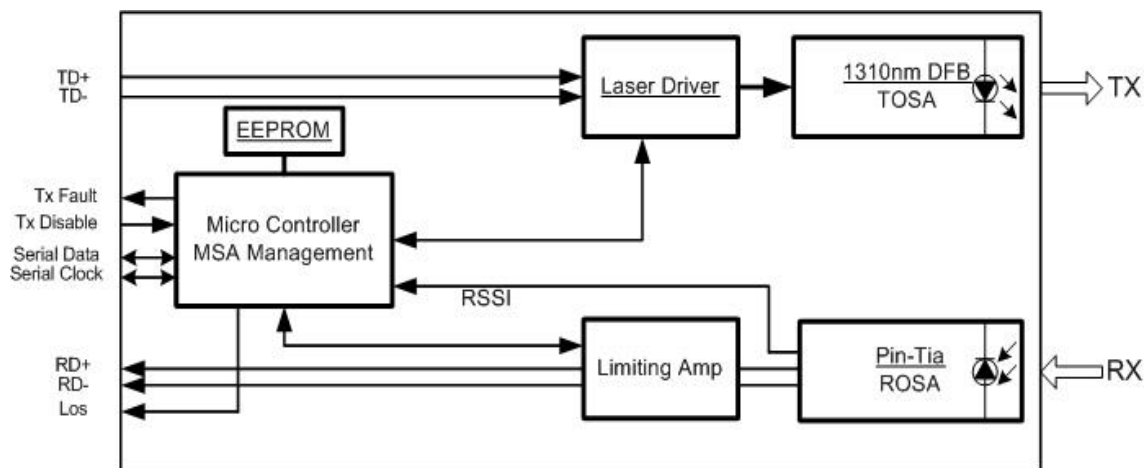 TD+
TD-
Laser Driver
1310nm DFB
TOSA
TX
EEPROM
Tx Fault
Tx Disable
Serial Data
Serial Clock
Micro Controller
MSA Management
RSSI
RD+
RD-
Los
Limiting Amp
Pin-Tia
ROSA
RX